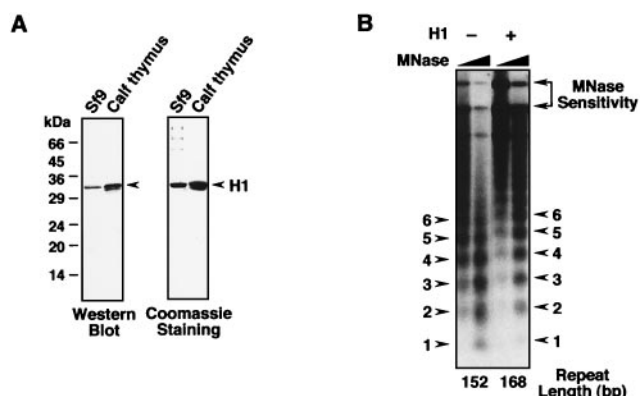 A
Sf9
Calf thymus
Sf9
Calf thymus
kDa
66
45
36
29
24
20
14
H1
Western
Blot
Coomassie
Staining
B
H1 – +
MNase
MNase
Sensitivity
6
5
4
3
2
1
6
5
4
3
2
1
152 168 Repeat
Length (bp)